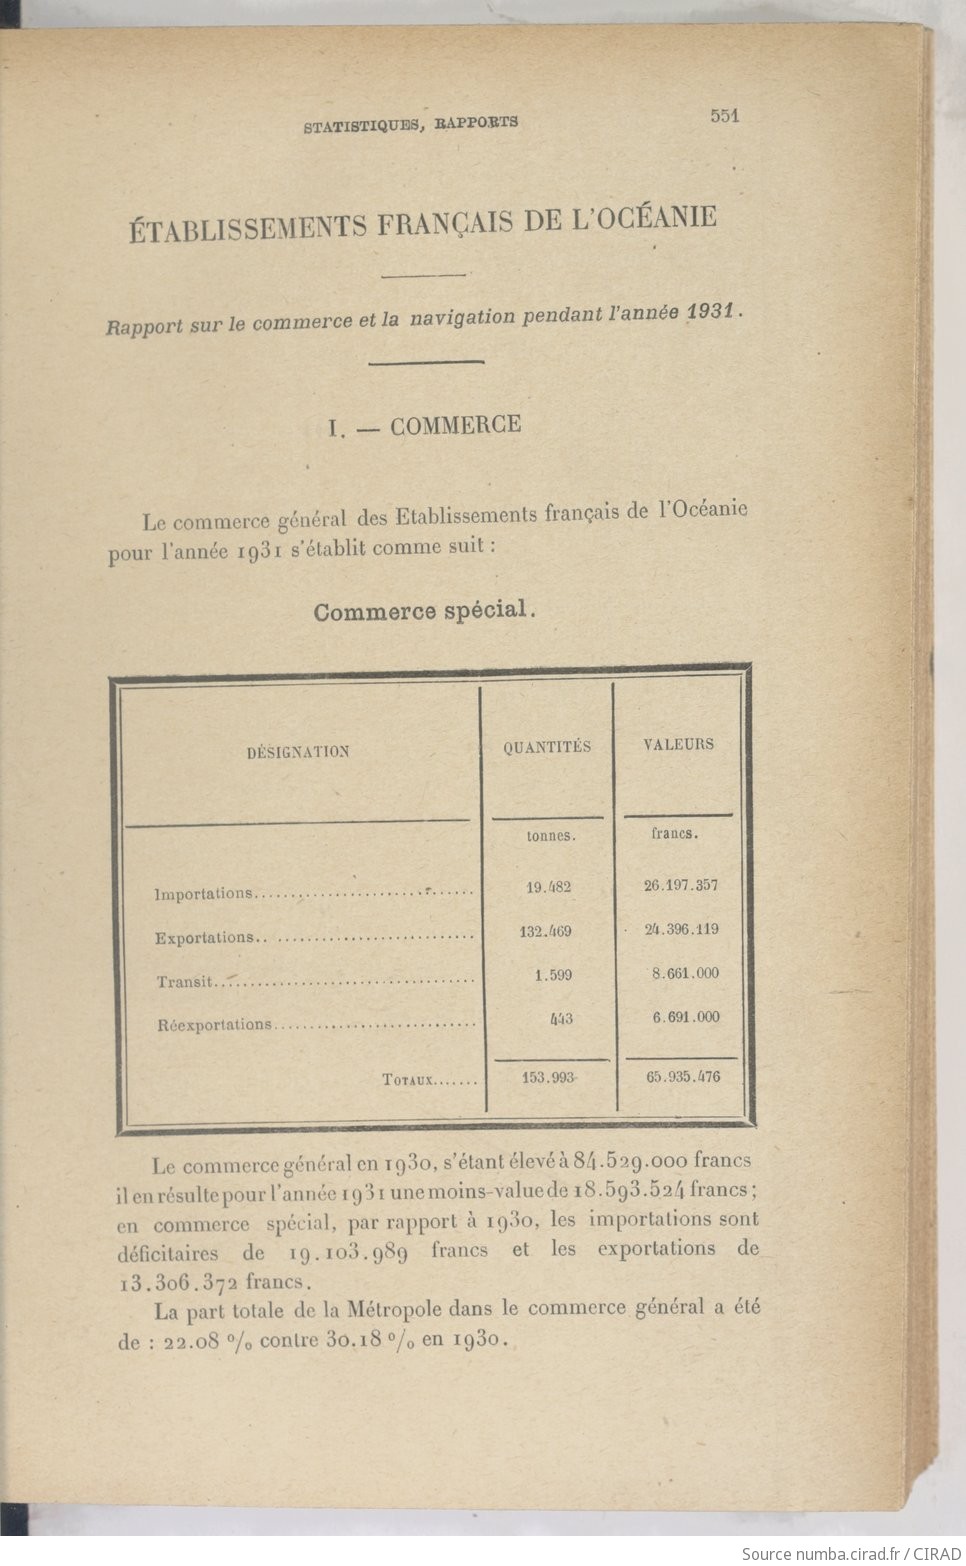 STATISTIQUES, RAPPORTS 551
ÉTABLISSEMENTS FRANÇAIS DE L'OCÉANIE
Rapport sur le commerce et la navigation pendant l'année 1931.
I. — COMMERCE
Le commerce général des Etablissements français de l'Océanie
pour l'année 1931 s'établit comme suit :
Commerce spécial.
DÉSIGNATION QUANTITÉS VALEURS
tonnes. francs.
Importations........................... 19.482 26.197.357
Exportations.. ........................... 132.469 24.396.119
Transit.................................... 1.599 8.661.000
Réexportations............................ 443 6.691.000
TOTAUX....... 153.993 65.935.476
Le commerce général en 1930, s'étant élevé à 84.529.000 francs
il en résulte pour l'année 1931 une moins-value de 18.593.524 francs ;
en commerce spécial, par rapport à 1930, les importations sont
déficitaires de 19.103.989 francs et les exportations de
13.306.372 francs.
La part totale de la Métropole dans le commerce général a été
de : 22.08 % contre 30.18 % en 1930.
Source numba.cirad.fr / CIRAD